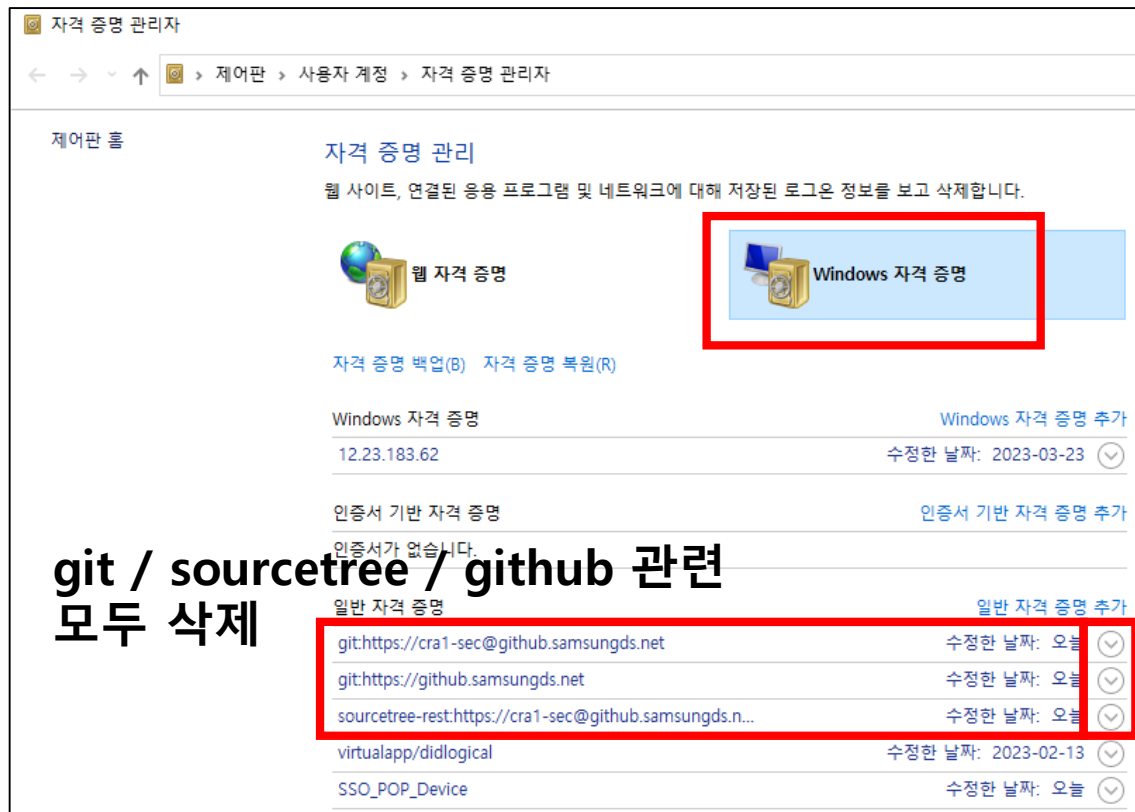 자격 증명 관리자
제어판 › 사용자 계정 › 자격 증명 관리자
제어판 홈
자격 증명 관리
웹 사이트, 연결된 응용 프로그램 및 네트워크에 대해 저장된 로그온 정보를 보고 삭제합니다.
웹 자격 증명 Windows 자격 증명
자격 증명 백업(B) 자격 증명 복원(R)
Windows 자격 증명 Windows 자격 증명 추가
12.23.183.62 수정한 날짜: 2023-03-23
인증서 기반 자격 증명 인증서 기반 자격 증명 추가
인증서가 없습니다.
git / sourcetree / github 관련
모두 삭제
일반 자격 증명 일반 자격 증명 추가
git:https://cra1-sec@github.samsungds.net 수정한 날짜: 오늘
git:https://github.samsungds.net 수정한 날짜: 오늘
sourcetree-rest:https://cra1-sec@github.samsungds.n... 수정한 날짜: 오늘
virtualapp/didlogical 수정한 날짜: 2023-02-13
SSO_POP_Device 수정한 날짜: 오늘